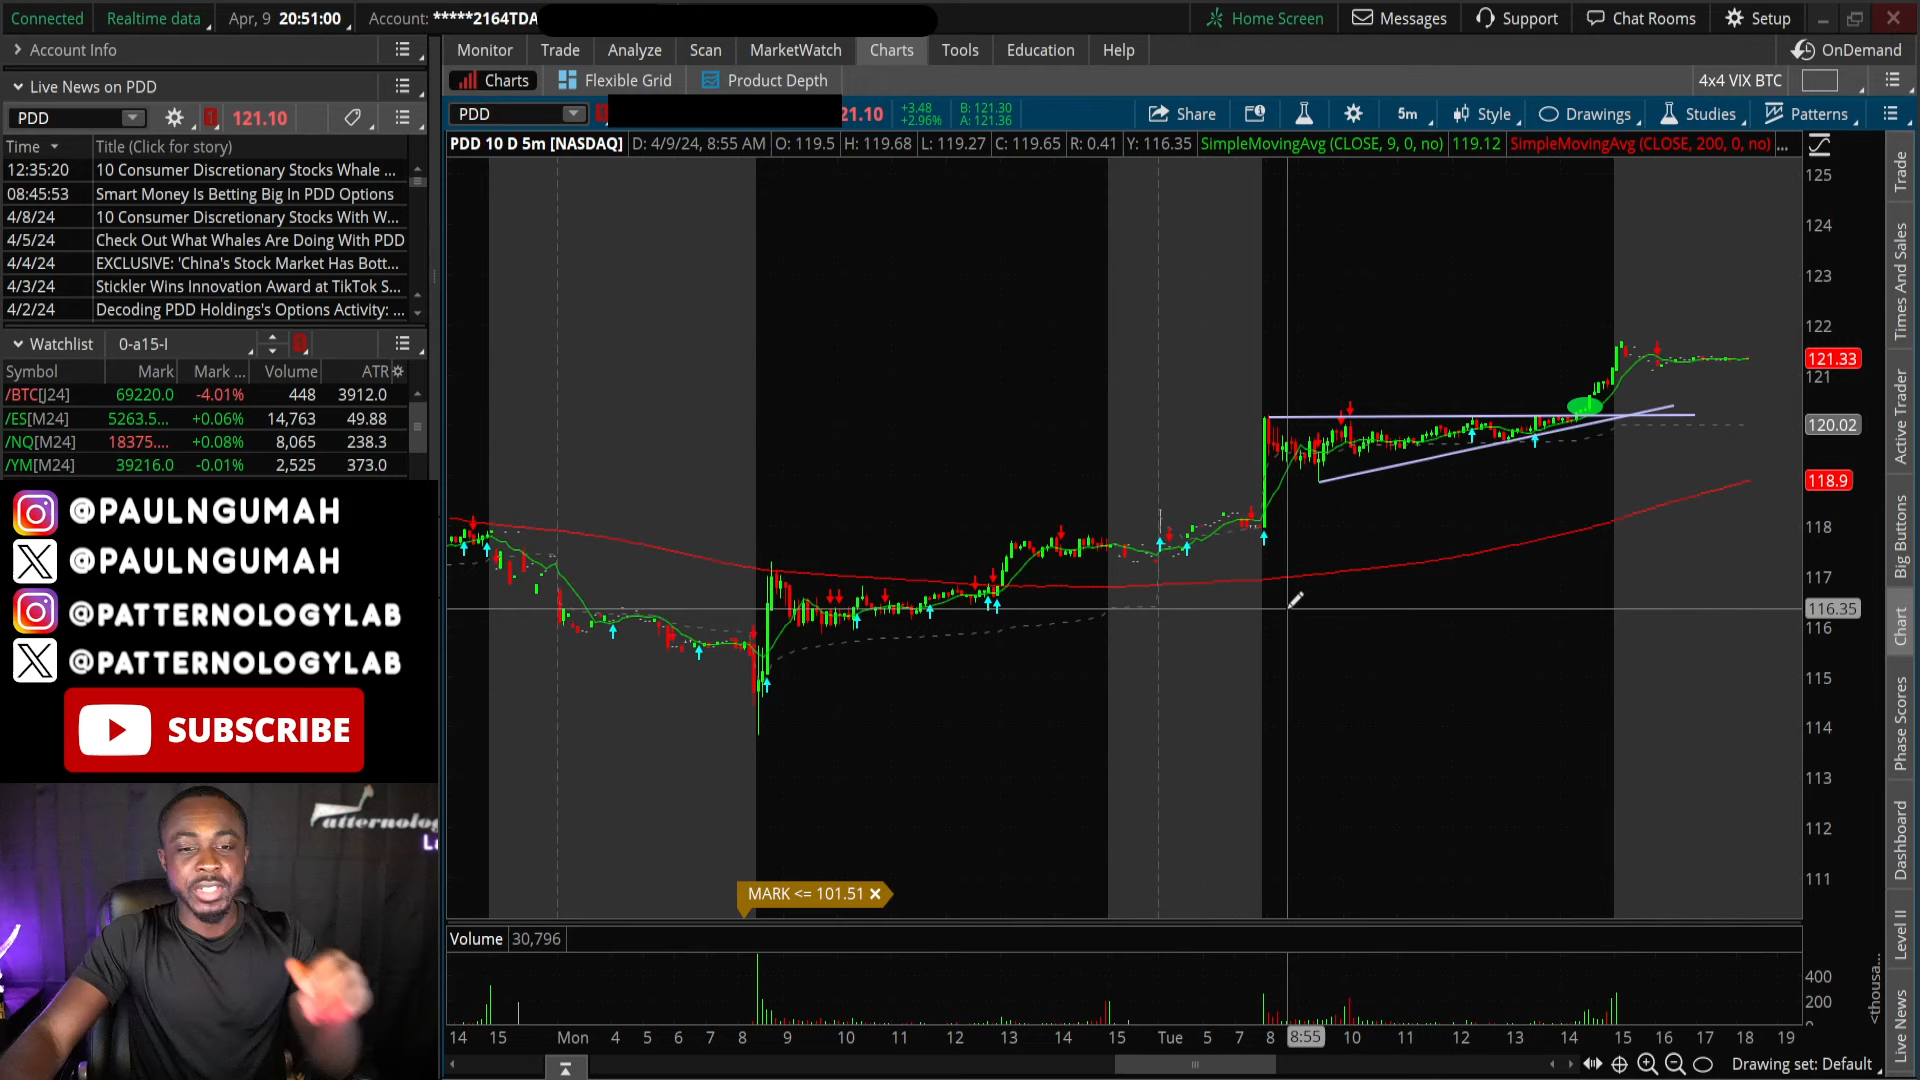 Connected
Realtime data
Apr, 9 20:51:00
Account: *****2164TDA
Home Screen
Messages
Support
Chat Rooms
Setup
Account Info
Monitor
Trade
Analyze
Scan
MarketWatch
Charts
Tools
Education
Help
OnDemand
Live News on PDD
Charts
Flexible Grid
Product Depth
4x4 VIX BTC
PDD
1
121.10
PDD
21.10
+3.48
+2.96%
B: 121.30
A: 121.36
Share
5m
Style
Drawings
Studies
Patterns
PDD 10 D 5m [NASDAQ]
D: 4/9/24, 8:55 AM
O: 119.5
H: 119.68
L: 119.27
C: 119.65
R: 0.41
Y: 116.35
SimpleMovingAvg (CLOSE, 9, 0, no)
119.12
SimpleMovingAvg (CLOSE, 200, 0, no)
...
Time
Title (Click for story)
12:35:20 10 Consumer Discretionary Stocks Whale ...
08:45:53 Smart Money Is Betting Big In PDD Options
4/8/24 10 Consumer Discretionary Stocks With W...
4/5/24 Check Out What Whales Are Doing With PDD
4/4/24 EXCLUSIVE: 'China's Stock Market Has Bott...
4/3/24 Stickler Wins Innovation Award at TikTok S...
4/2/24 Decoding PDD Holdings's Options Activity: ...
Watchlist
0-a15-I
1
Symbol Mark Mark ... Volume ATR
/BTC[J24] 69220.0 -4.01% 448 3912.0
/ES[M24] 5263.5... +0.06% 14,763 49.88
/NQ[M24] 18375.... +0.08% 8,065 238.3
/YM[M24] 39216.0 -0.01% 2,525 373.0
@PAULNGUMAH
@PAULNGUMAH
@PATTERNOLOGYLAB
@PATTERNOLOGYLAB
SUBSCRIBE
atternolog
L
125
124
123
122
121.33
121
120.02
118.9
118
117
116.35
116
115
114
113
112
111
MARK <= 101.51
Volume 30,796
400
200
0
<thousa...
14 15 Mon 4 5 6 7 8 9 10 11 12 13 14 15 Tue 5 7 8 8:55 10 11 12 13 14 15 16 17 18 19
Drawing set: Default
Trade
Times And Sales
Active Trader
Big Buttons
Chart
Phase Scores
Dashboard
Level II
Live News